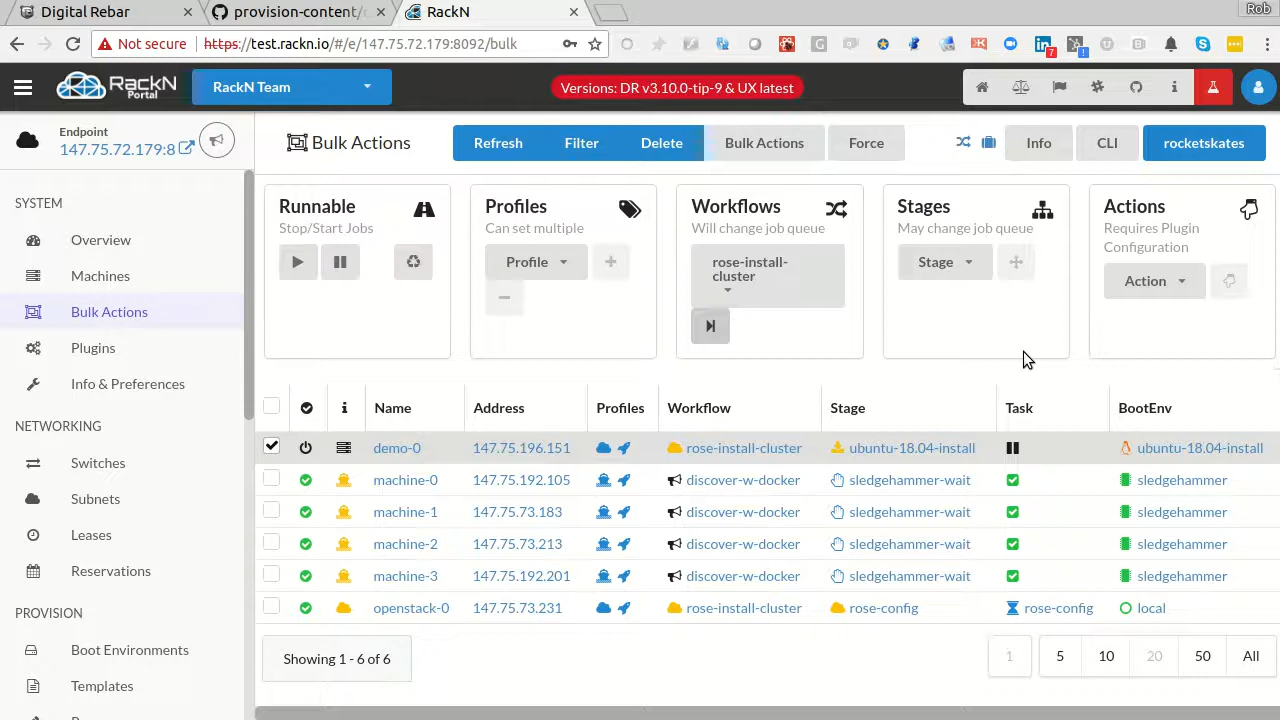 Digital Rebar
provision-content/
RackN
Rob
Not secure
https://test.rackn.io/#/e/147.75.72.179:8092/bulk
7
RackN
Portal
RackN Team
Versions: DR v3.10.0-tip-9 & UX latest
Endpoint
147.75.72.179:8
Bulk Actions
Refresh
Filter
Delete
Bulk Actions
Force
Info
CLI
rocketskates
SYSTEM
Overview
Machines
Bulk Actions
Plugins
Info & Preferences
NETWORKING
Switches
Subnets
Leases
Reservations
PROVISION
Boot Environments
Templates
Runnable
Stop/Start Jobs
Profiles
Can set multiple
Profile
Workflows
Will change job queue
rose-install-
cluster
Stages
May change job queue
Stage
Actions
Requires Plugin
Configuration
Action
Name Address Profiles Workflow Stage Task BootEnv
demo-0 147.75.196.151 rose-install-cluster ubuntu-18.04-install ubuntu-18.04-install
machine-0 147.75.192.105 discover-w-docker sledgehammer-wait sledgehammer
machine-1 147.75.73.183 discover-w-docker sledgehammer-wait sledgehammer
machine-2 147.75.73.213 discover-w-docker sledgehammer-wait sledgehammer
machine-3 147.75.192.201 discover-w-docker sledgehammer-wait sledgehammer
openstack-0 147.75.73.231 rose-install-cluster rose-config rose-config local
Showing 1 - 6 of 6
1
5 10 20 50 All